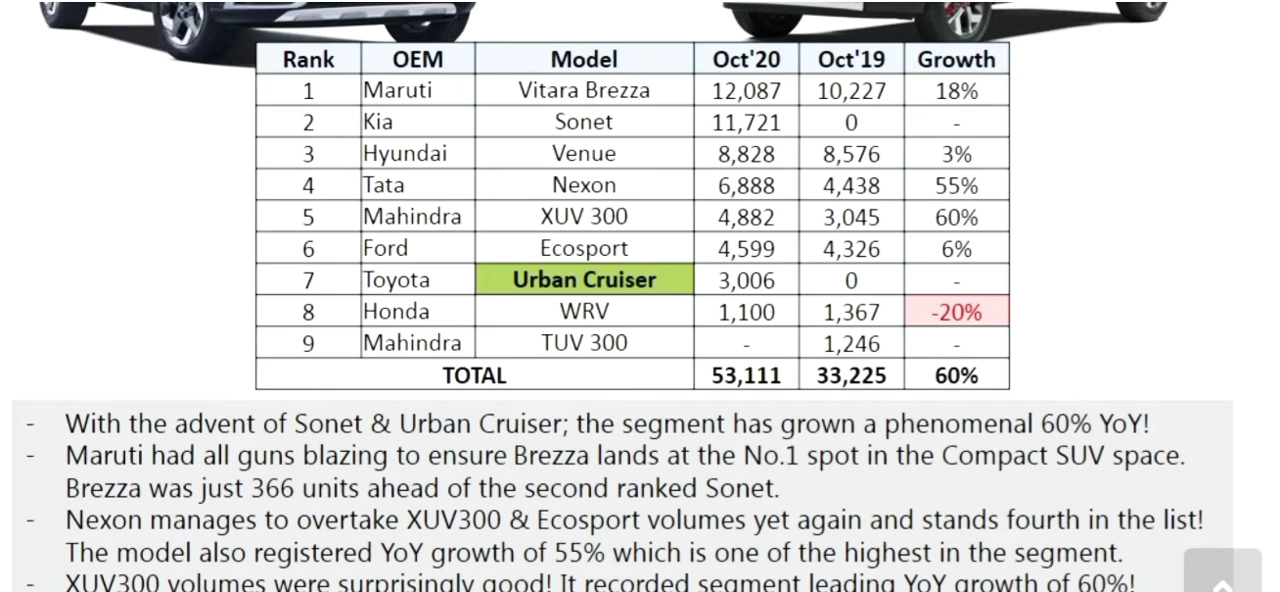 Rank OEM Model Oct'20 Oct'19 Growth
1 Maruti Vitara Brezza 12,087 10,227 18%
2 Kia Sonet 11,721 0 -
3 Hyundai Venue 8,828 8,576 3%
4 Tata Nexon 6,888 4,438 55%
5 Mahindra XUV 300 4,882 3,045 60%
6 Ford Ecosport 4,599 4,326 6%
7 Toyota Urban Cruiser 3,006 0 -
8 Honda WRV 1,100 1,367 -20%
9 Mahindra TUV 300 - 1,246 -
TOTAL 53,111 33,225 60%
- With the advent of Sonet & Urban Cruiser; the segment has grown a phenomenal 60% YoY!
- Maruti had all guns blazing to ensure Brezza lands at the No.1 spot in the Compact SUV space.
Brezza was just 366 units ahead of the second ranked Sonet.
- Nexon manages to overtake XUV300 & Ecosport volumes yet again and stands fourth in the list!
The model also registered YoY growth of 55% which is one of the highest in the segment.
- XUV300 volumes were surprisingly good! It recorded segment leading YoY growth of 60%!